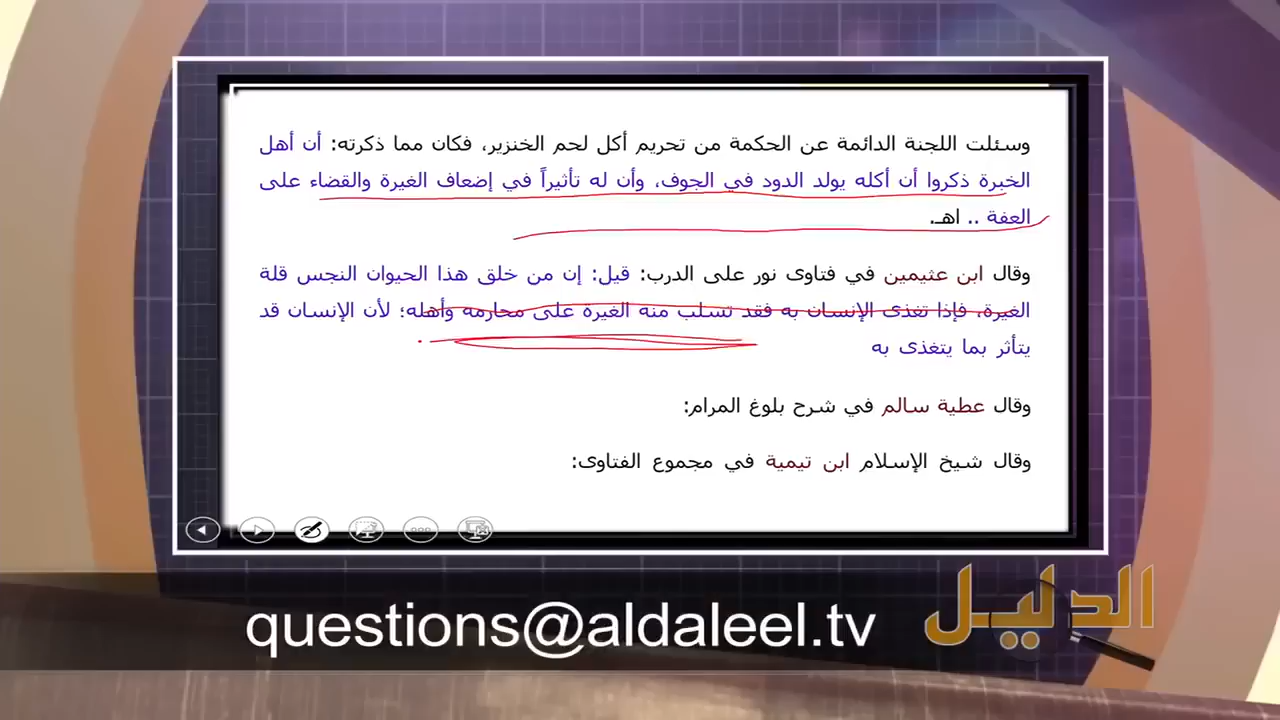 وسئلت اللجنة الدائمة عن الحكمة من تحريم أكل لحم الخنزير، فكان مما ذكرته: أن أهل
الخبرة ذكروا أن أكله يولد الدود في الجوف، وأن له تأثيراً في إضعاف الغيرة والقضاء على
العفة .. اهـ.
وقال ابن عثيمين في فتاوى نور على الدرب: قيل: إن من خلق هذا الحيوان النجس قلة
الغيرة، فإذا تغذى الإنسان به فقد تسلب منه الغيرة على محارمه وأهله؛ لأن الإنسان قد
يتأثر بما يتغذى به
وقال عطية سالم في شرح بلوغ المرام:
وقال شيخ الإسلام ابن تيمية في مجموع الفتاوى:
questions@aldaleel.tv
الدليل